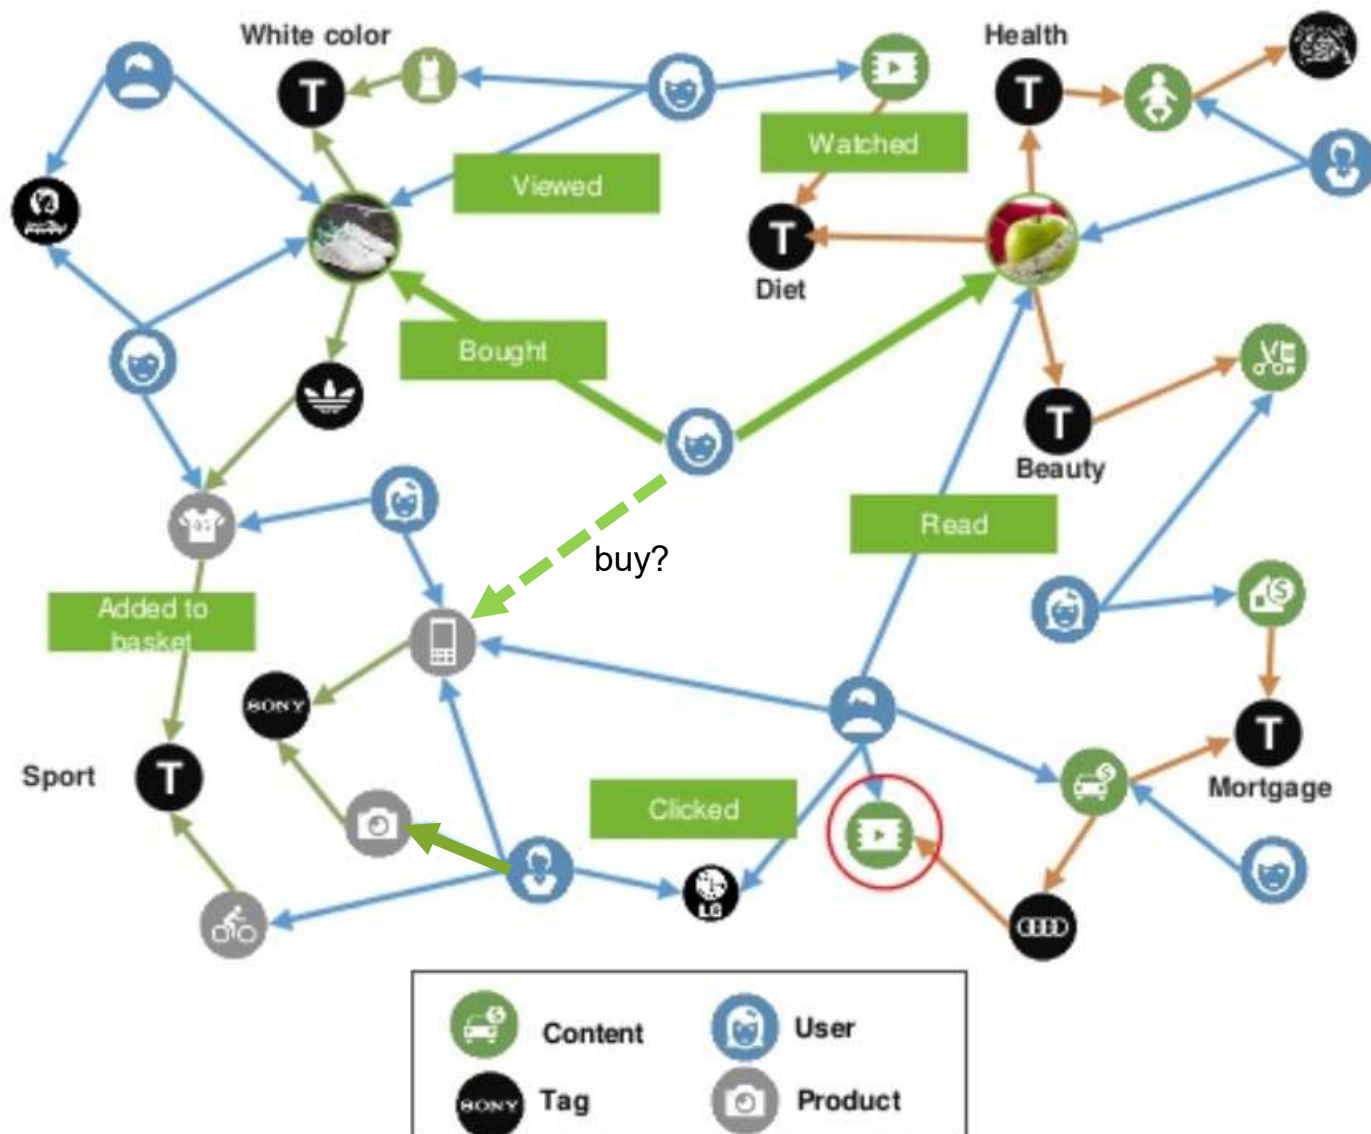 White color
Health
T
T
Watched
Viewed
T
Diet
Bought
T
Beauty
Read
buy?
Added to
basket
SONY
T
Mortgage
Sport
T
Clicked
LG
Content
User
SONY
Tag
Product